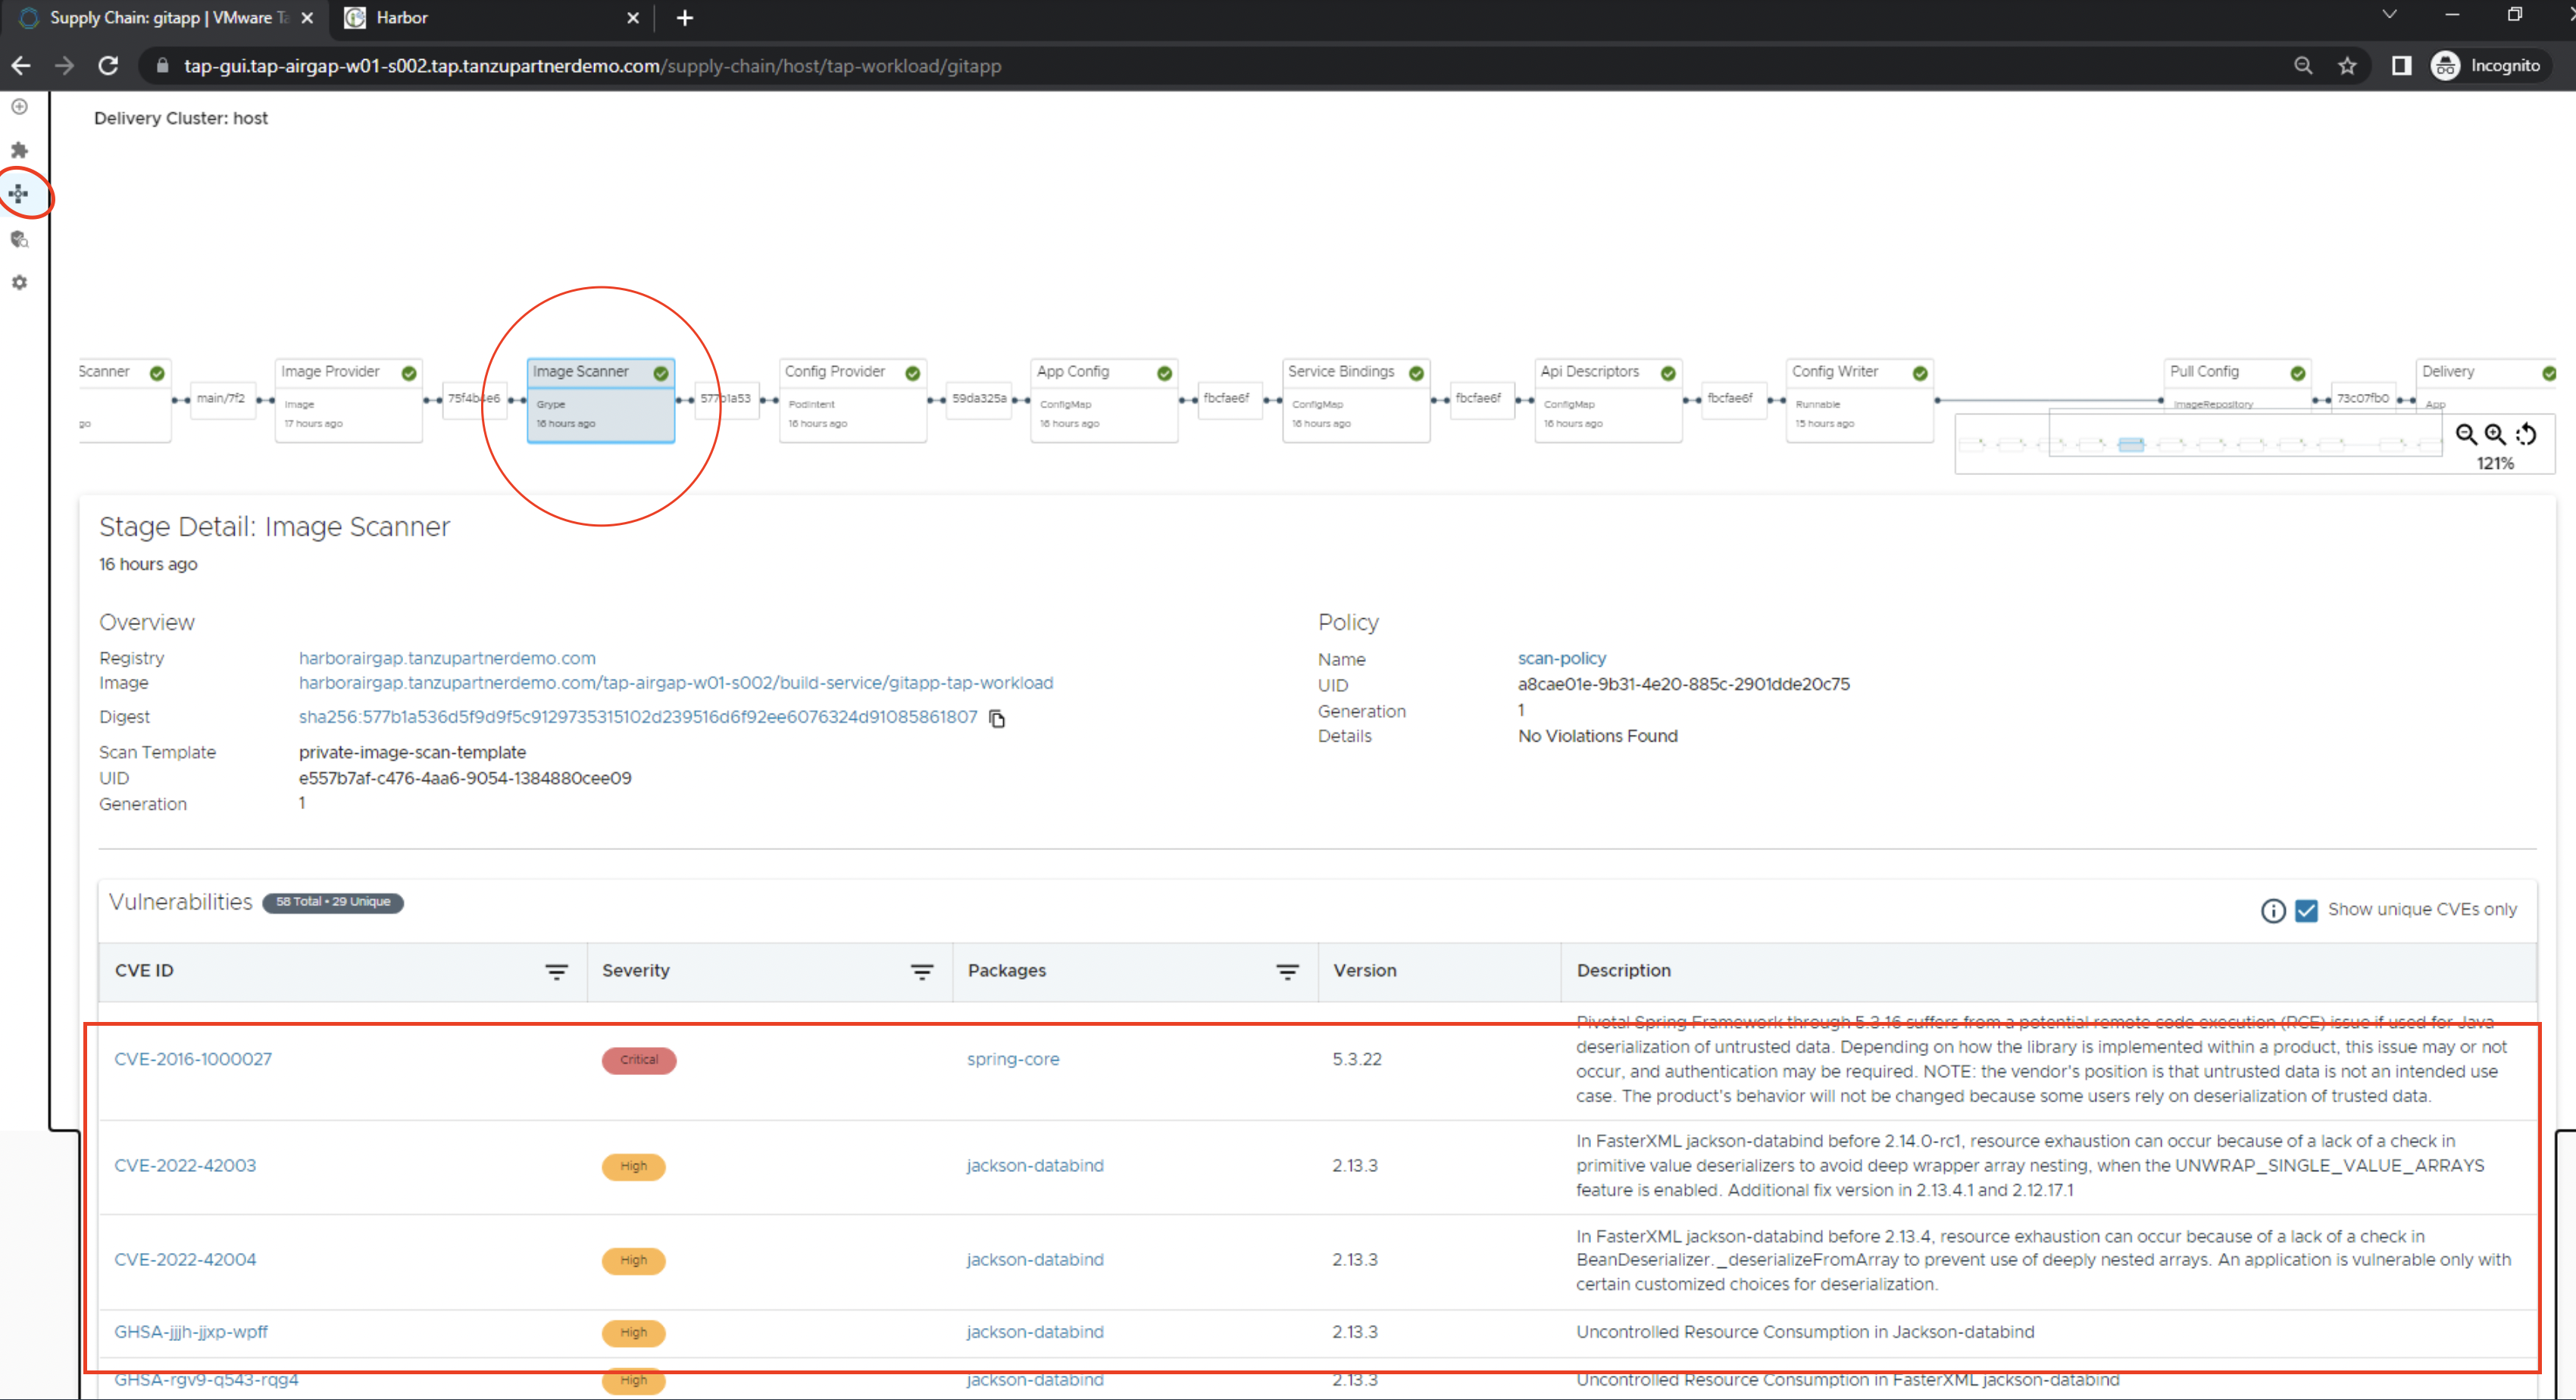 Supply Chain: gitapp | VMware Ta
Harbor
tap-gui.tap-airgap-w01-s002.tap.tanzupartnerdemo.com/supply-chain/host/tap-workload/gitapp
Incognito
Delivery Cluster: host
Scanner
go
main/7f2
Image Provider
Image
17 hours ago
75f4b4e6
Image Scanner
Grype
16 hours ago
577b1a53
Config Provider
PodIntent
16 hours ago
59da325a
App Config
ConfigMap
16 hours ago
fbcfae6f
Service Bindings
ConfigMap
16 hours ago
fbcfae6f
Api Descriptors
ConfigMap
16 hours ago
fbcfae6f
Config Writer
Runnable
15 hours ago
Pull Config
ImageRepository
73c07fb0
Delivery
App
121%
Stage Detail: Image Scanner
16 hours ago
Overview
Registry harborairgap.tanzupartnerdemo.com
Image harborairgap.tanzupartnerdemo.com/tap-airgap-w01-s002/build-service/gitapp-tap-workload
Digest sha256:577b1a536d5f9d9f5c9129735315102d239516d6f92ee6076324d91085861807
Scan Template private-image-scan-template
UID e557b7af-c476-4aa6-9054-1384880cee09
Generation 1
Policy
Name scan-policy
UID a8cae01e-9b31-4e20-885c-2901dde20c75
Generation 1
Details No Violations Found
Vulnerabilities 58 Total • 29 Unique
Show unique CVEs only
CVE ID Severity Packages Version Description
CVE-2016-1000027 Critical spring-core 5.3.22
Pivotal Spring Framework through 5.3.16 suffers from a potential remote code execution (RCE) issue if used for Java
deserialization of untrusted data. Depending on how the library is implemented within a product, this issue may or not
occur, and authentication may be required. NOTE: the vendor's position is that untrusted data is not an intended use
case. The product's behavior will not be changed because some users rely on deserialization of trusted data.
CVE-2022-42003 High jackson-databind 2.13.3
In FasterXML jackson-databind before 2.14.0-rc1, resource exhaustion can occur because of a lack of a check in
primitive value deserializers to avoid deep wrapper array nesting, when the UNWRAP_SINGLE_VALUE_ARRAYS
feature is enabled. Additional fix version in 2.13.4.1 and 2.12.17.1
CVE-2022-42004 High jackson-databind 2.13.3
In FasterXML jackson-databind before 2.13.4, resource exhaustion can occur because of a lack of a check in
BeanDeserializer._deserializeFromArray to prevent use of deeply nested arrays. An application is vulnerable only with
certain customized choices for deserialization.
GHSA-jjjh-jjxp-wpff High jackson-databind 2.13.3 Uncontrolled Resource Consumption in Jackson-databind
GHSA-rgv9-q543-rqg4 High jackson-databind 2.13.3 Uncontrolled Resource Consumption in FasterXML jackson-databind